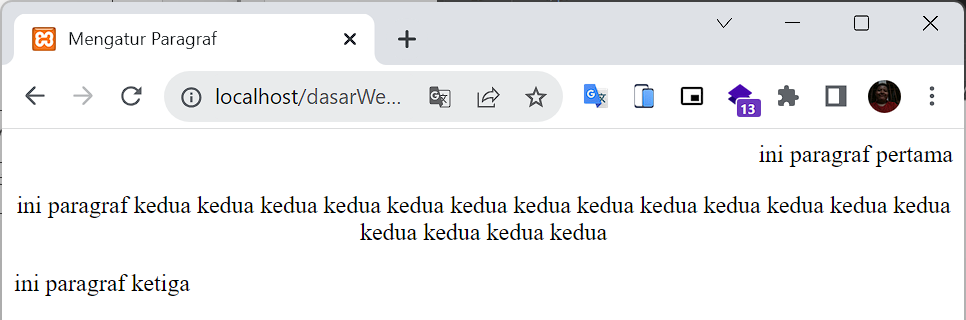 Mengatur Paragraf
localhost/dasarWe...
13
ini paragraf pertama
ini paragraf kedua kedua kedua kedua kedua kedua kedua kedua kedua kedua kedua kedua kedua
kedua kedua kedua kedua
ini paragraf ketiga